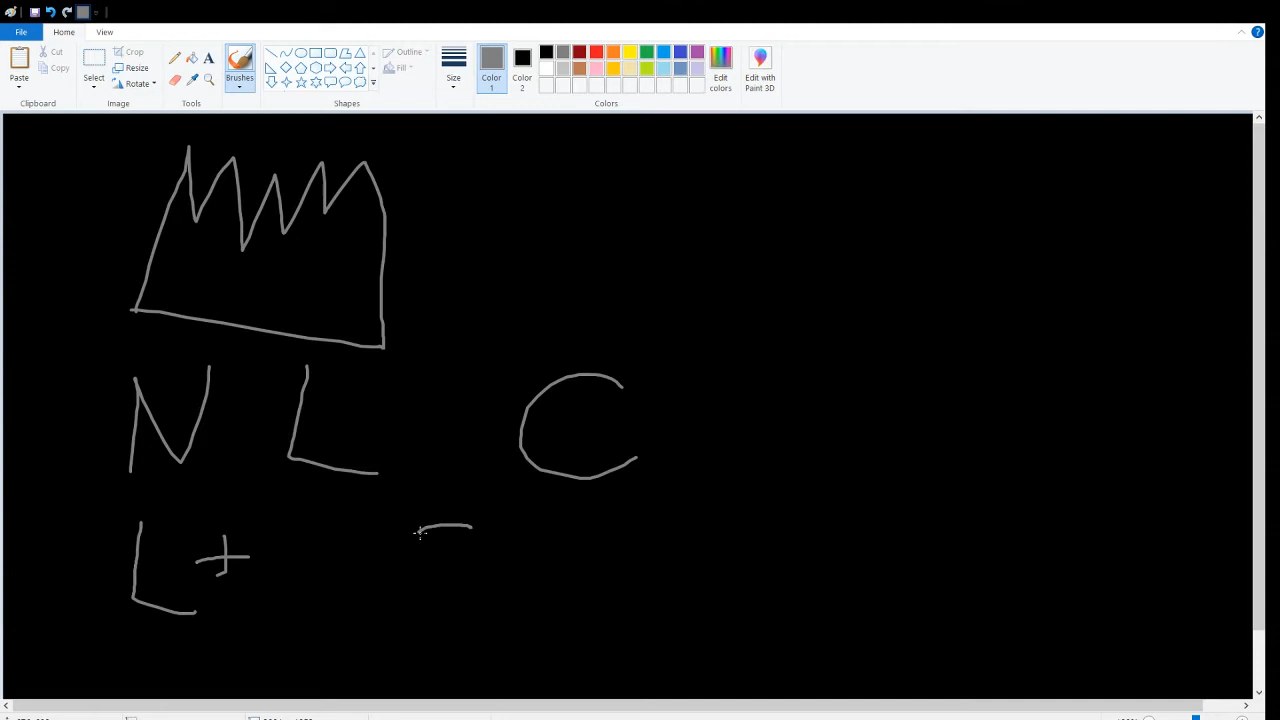 File Home View
Paste Cut Copy Select Crop Resize Rotate A Brushes Outline Fill Size Color 1 Color 2 Edit colors Edit with Paint 3D
Clipboard Image Tools Shapes Colors
N L C
L +